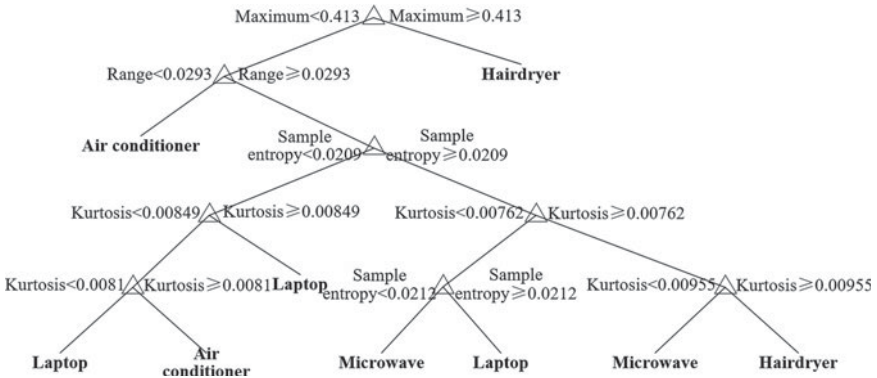 Maximum<0.413 Maximum≥0.413
Range<0.0293 Range≥0.0293
Hairdryer
Air conditioner
Sample
entropy<0.0209
Sample
entropy≥0.0209
Kurtosis<0.00849 Kurtosis≥0.00849
Kurtosis<0.00762 Kurtosis≥0.00762
Kurtosis<0.0081 Kurtosis≥0.0081
Laptop
Sample
entropy<0.0212
Sample
entropy≥0.0212
Kurtosis<0.00955 Kurtosis≥0.00955
Laptop
Air
conditioner
Microwave
Laptop
Microwave
Hairdryer